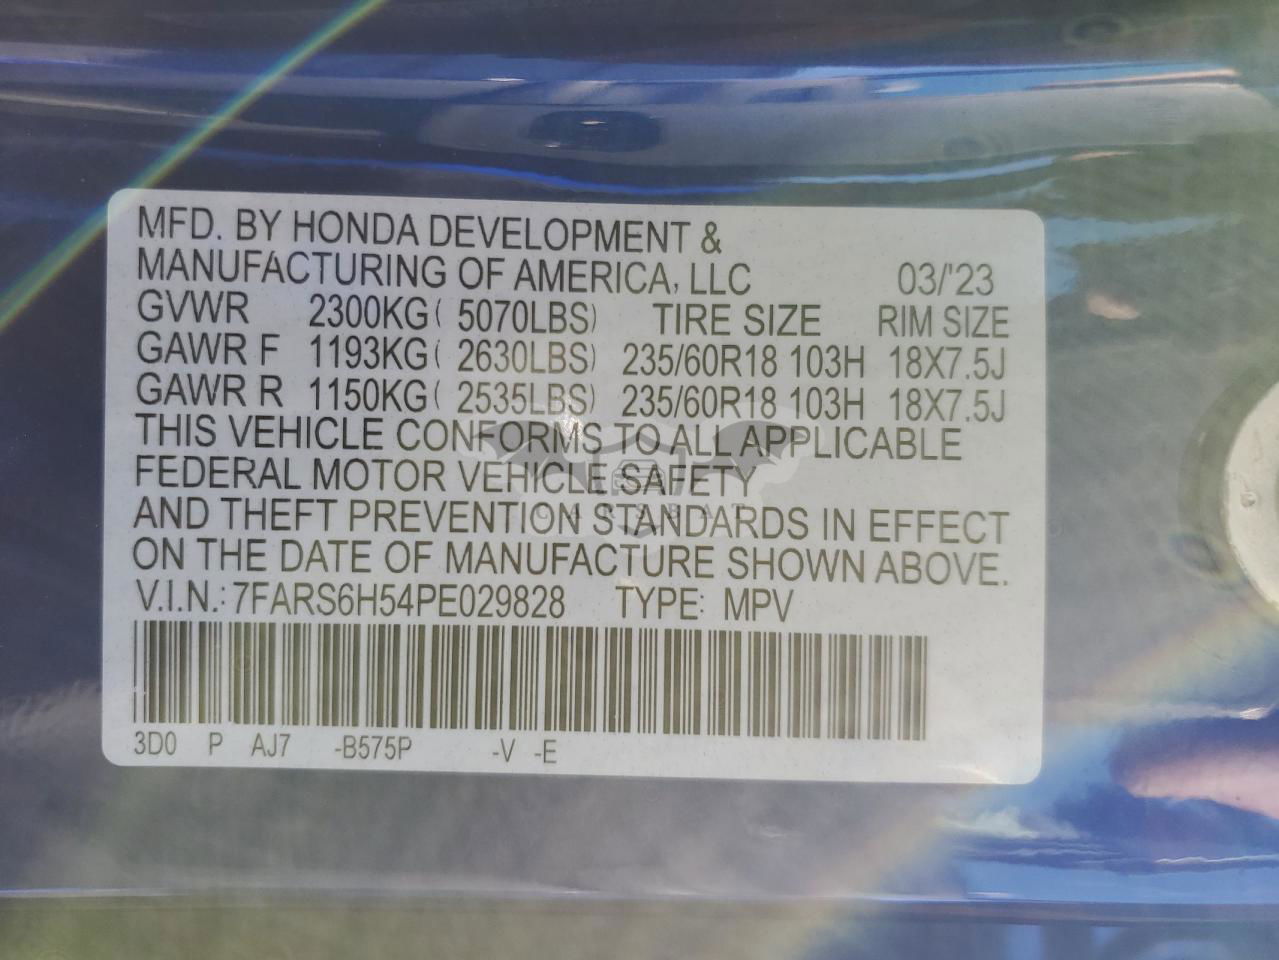 MFD. BY HONDA DEVELOPMENT &
MANUFACTURING OF AMERICA, LLC 03/'23
GVWR 2300KG( 5070LBS) TIRE SIZE RIM SIZE
GAWR F 1193KG( 2630LBS) 235/60R18 103H 18X7.5J
GAWR R 1150KG( 2535LBS) 235/60R18 103H 18X7.5J
THIS VEHICLE CONFORMS TO ALL APPLICABLE
FEDERAL MOTOR VEHICLE SAFETY
AND THEFT PREVENTION STANDARDS IN EFFECT
CARSBAT
ON THE DATE OF MANUFACTURE SHOWN ABOVE.
V.I.N.: 7FARS6H54PE029828 TYPE: MPV
3D0 P AJ7 -B575P -V -E